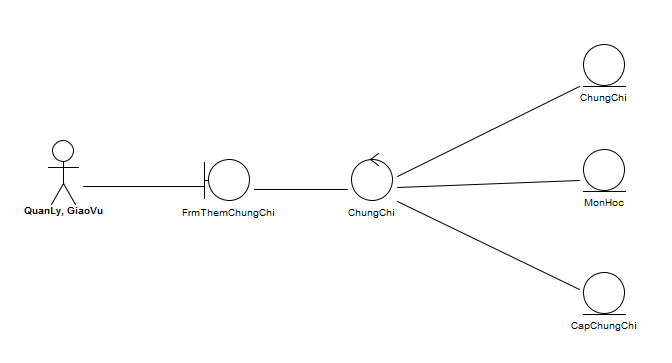 ChungChi
QuanLy, GiaoVu
FrmThemChungChi
ChungChi
MonHoc
CapChungChi